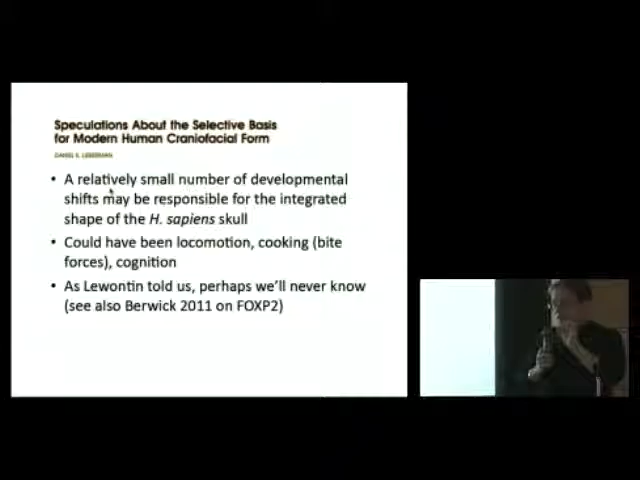 Speculations About the Selective Basis
for Modern Human Craniofacial Form
DANIEL E. LIEBERMAN
• A relatively small number of developmental
shifts may be responsible for the integrated
shape of the H. sapiens skull
• Could have been locomotion, cooking (bite
forces), cognition
• As Lewontin told us, perhaps we'll never know
(see also Berwick 2011 on FOXP2)